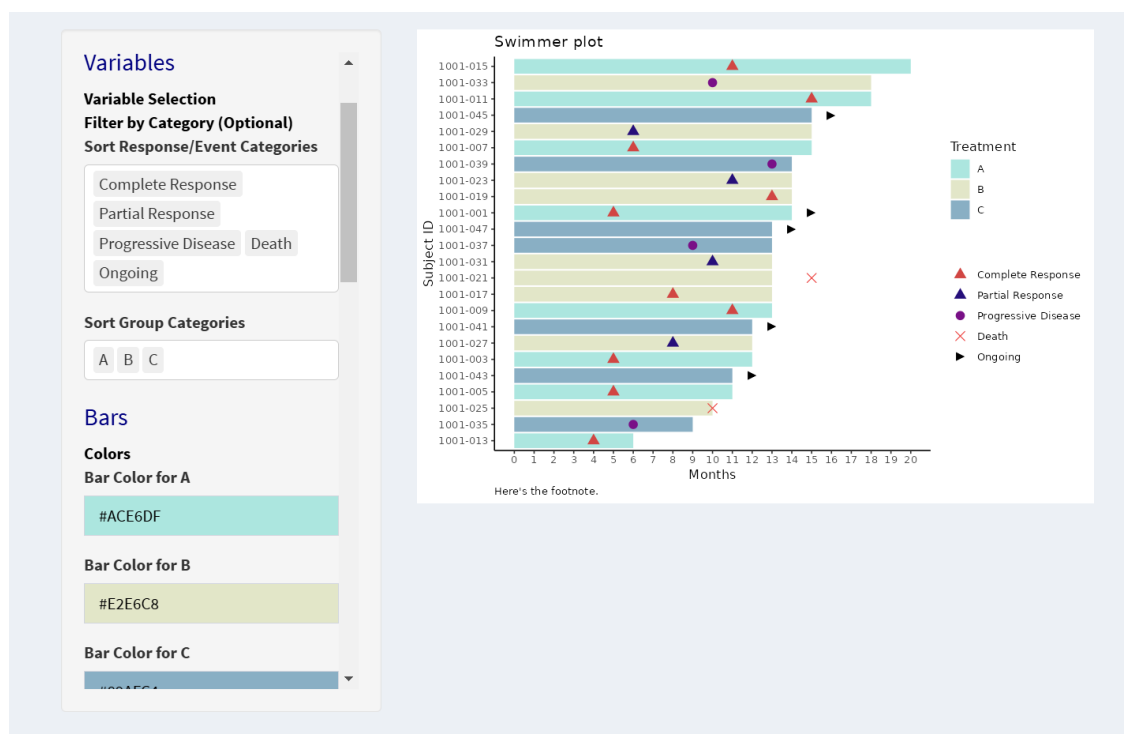 Variables
Variable Selection
Filter by Category (Optional)
Sort Response/Event Categories
Complete Response
Partial Response
Progressive Disease Death
Ongoing
Sort Group Categories
A B C
Bars
Colors
Bar Color for A
#ACE6DF
Bar Color for B
#E2E6C8
Bar Color for C
Swimmer plot
Subject ID
1001-015
1001-033
1001-011
1001-045
1001-029
1001-007
1001-039
1001-023
1001-019
1001-001
1001-047
1001-037
1001-031
1001-021
1001-017
1001-009
1001-041
1001-027
1001-003
1001-043
1001-005
1001-025
1001-035
1001-013
0 1 2 3 4 5 6 7 8 9 10 11 12 13 14 15 16 17 18 19 20
Months
Here's the footnote.
Treatment
A
B
C
Complete Response
Partial Response
Progressive Disease
Death
Ongoing